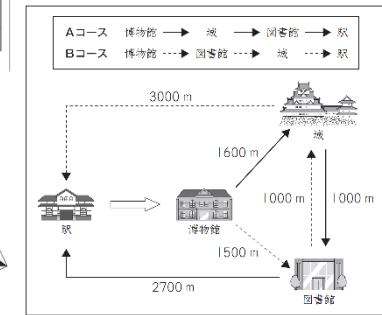 Aコース 博物館 → 城 → 図書館 → 駅
Bコース 博物館 ⇢ 図書館 ⇢ 城 ⇢ 駅
3000 m
城
1600 m
1000 m
1000 m
駅
博物館
1500 m
2700 m
図書館